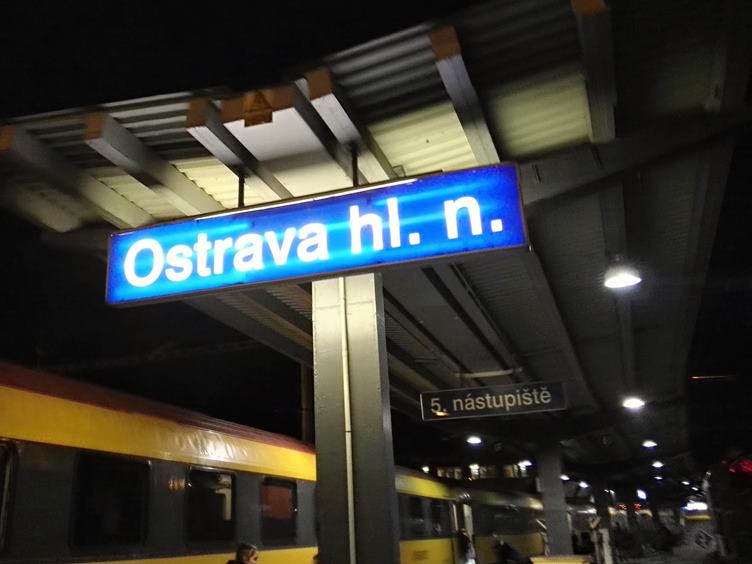 Ostrava hl. n.
5. nástupiště